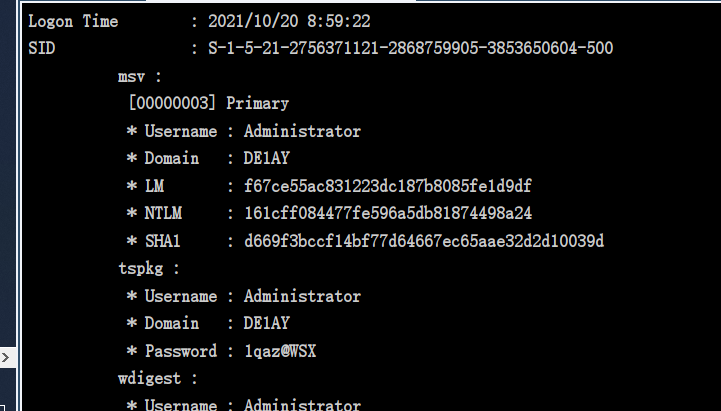 Logon Time : 2021/10/20 8:59:22
SID : S-1-5-21-2756371121-2868759905-3853650604-500
msv :
[00000003] Primary
* Username : Administrator
* Domain : DE1AY
* LM : f67ce55ac831223dc187b8085fe1d9df
* NTLM : 161cff084477fe596a5db81874498a24
* SHA1 : d669f3bccf14bf77d64667ec65aae32d2d10039d
tspkg :
* Username : Administrator
* Domain : DE1AY
* Password : 1qaz@WSX
wdigest :
* Username : Administrator